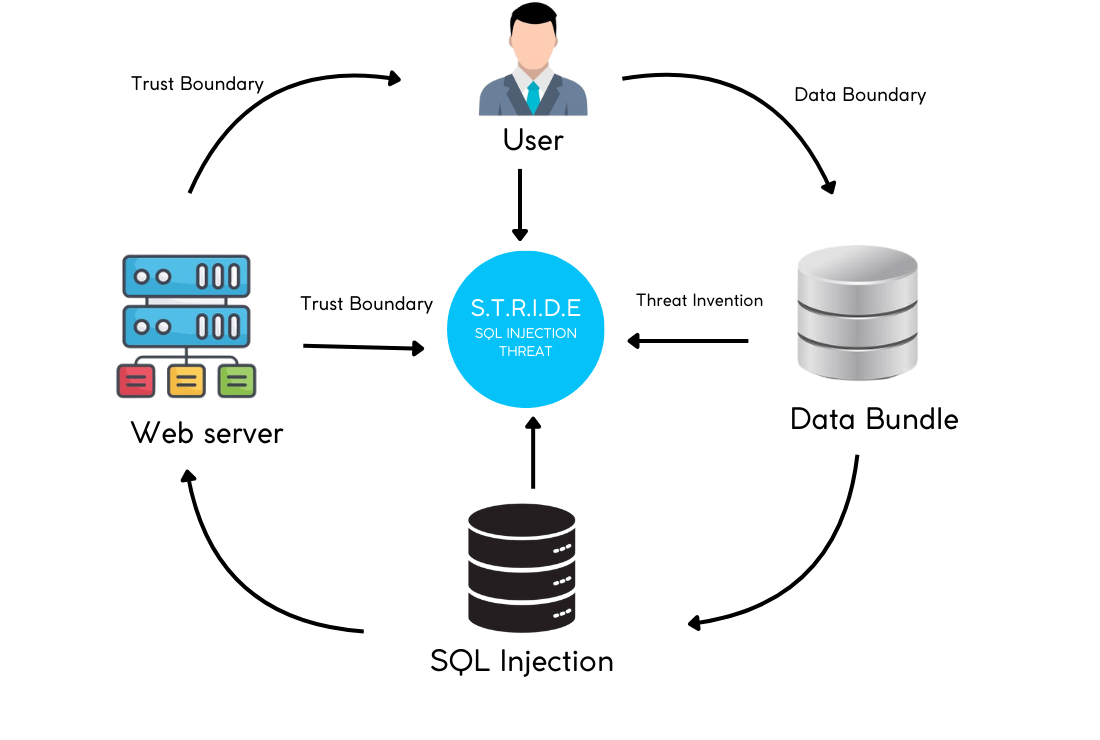 Trust Boundary
Data Boundary
User
Trust Boundary
S.T.R.I.D.E
SQL INJECTION
THREAT
Threat Invention
Web server
Data Bundle
SQL Injection